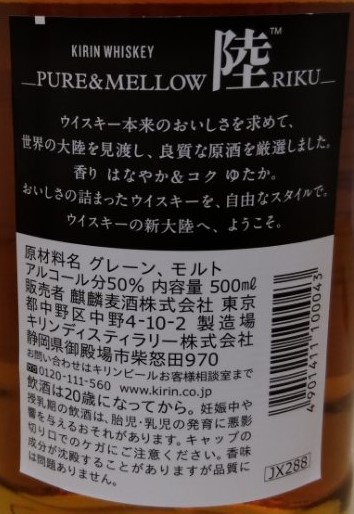 KIRIN WHISKEY
PURE&MELLOW 陸™ RIKU
ウイスキー本来のおいしさを求めて、
世界の大陸を見渡し、良質な原酒を厳選しました。
香り はなやか&コク ゆたか。
おいしさの詰まったウイスキーを、自由なスタイルで。
ウイスキーの新大陸へ、ようこそ。
原材料名 グレーン、モルト
アルコール分50% 内容量 500㎖
販売者 麒麟麦酒株式会社 東京
都中野区中野4-10-2 製造場
キリンディスティラリー株式会社
静岡県御殿場市柴怒田970
お問い合わせはキリンビールお客様相談室まで
0120-111-560 www.kirin.co.jp
飲酒は20歳になってから。妊娠中や
授乳期の飲酒は、胎児・乳児の発育に悪影
響を与えるおそれがあります。キャップの
切り口でのケガにご注意ください。香味
成分が沈殿することがありますが品質に
は問題ありません。
4901411100043
JX288